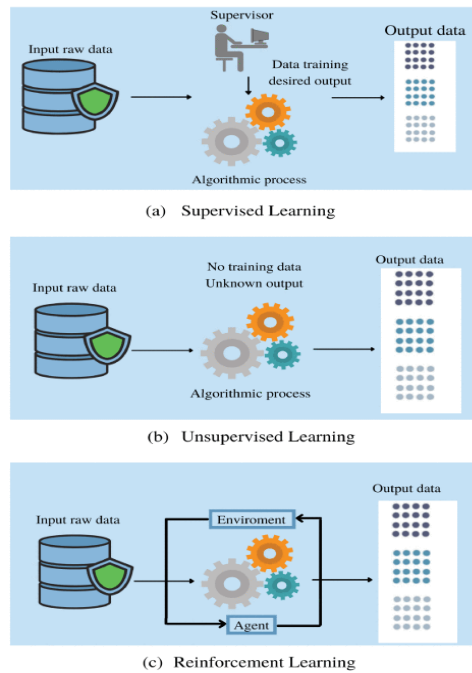 Supervisor
Input raw data
Data training
desired output
Output data
Algorithmic process
(a) Supervised Learning
Input raw data
No training data
Unknown output
Output data
Algorithmic process
(b) Unsupervised Learning
Input raw data
Enviroment
Output data
Agent
(c) Reinforcement Learning